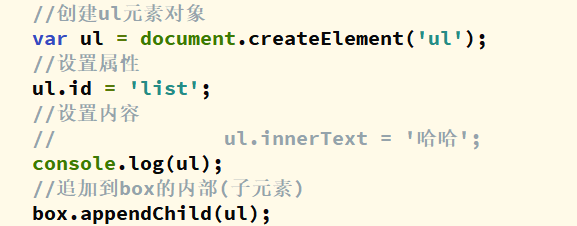 //创建ul元素对象
var ul = document.createElement('ul');
//设置属性
ul.id = 'list';
//设置内容
//              ul.innerText = '哈哈';
console.log(ul);
//追加到box的内部(子元素)
box.appendChild(ul);